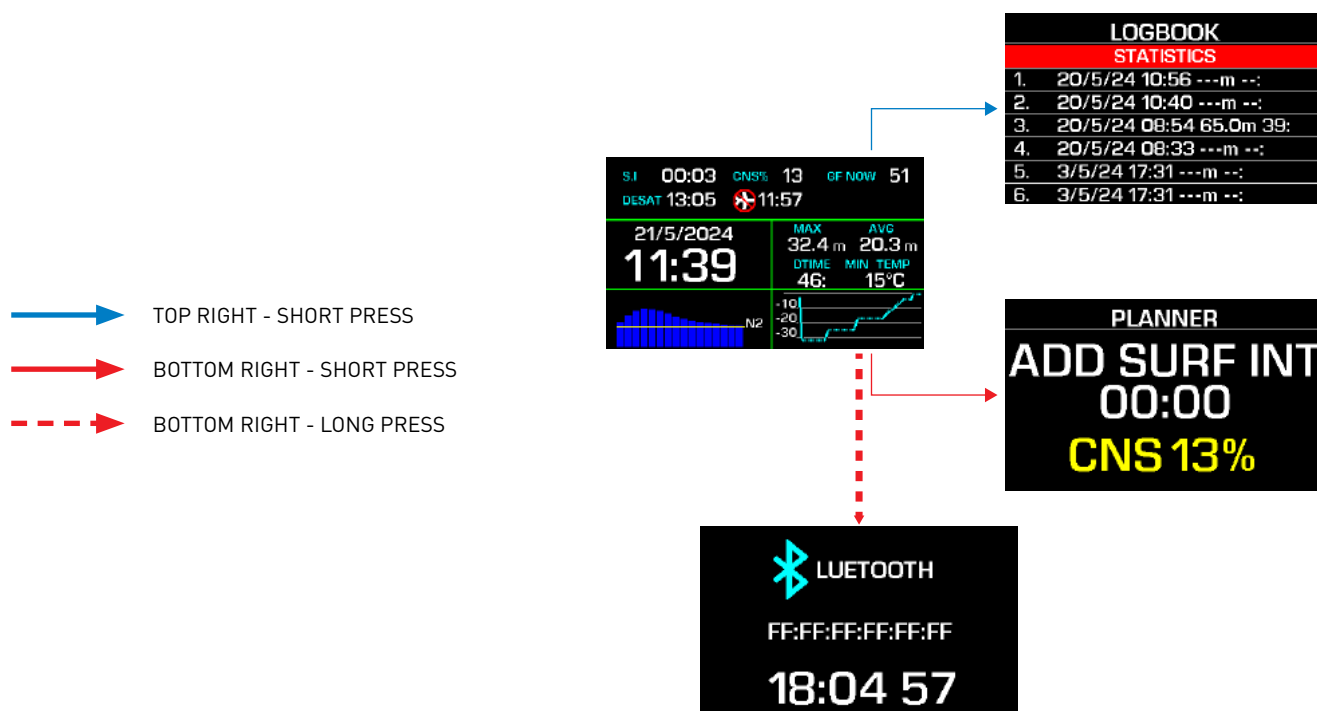 LOGBOOK
STATISTICS
1. 20/5/24 10:56 ---m --:
2. 20/5/24 10:40 ---m --:
3. 20/5/24 08:54 65.0m 39:
4. 20/5/24 08:33 ---m --:
5. 3/5/24 17:31 ---m --:
6. 3/5/24 17:31 ---m --:
S.I 00:03 CNS% 13 GF NOW 51
DESAT 13:05 11:57
21/5/2024
11:39
MAX AVG
32.4 m 20.3 m
DTIME MIN TEMP
46: 15°C
N2
-10
-20
-30
TOP RIGHT - SHORT PRESS
BOTTOM RIGHT - SHORT PRESS
BOTTOM RIGHT - LONG PRESS
PLANNER
ADD SURF INT
00:00
CNS 13%
LUETOOTH
FF:FF:FF:FF:FF:FF
18:04 57